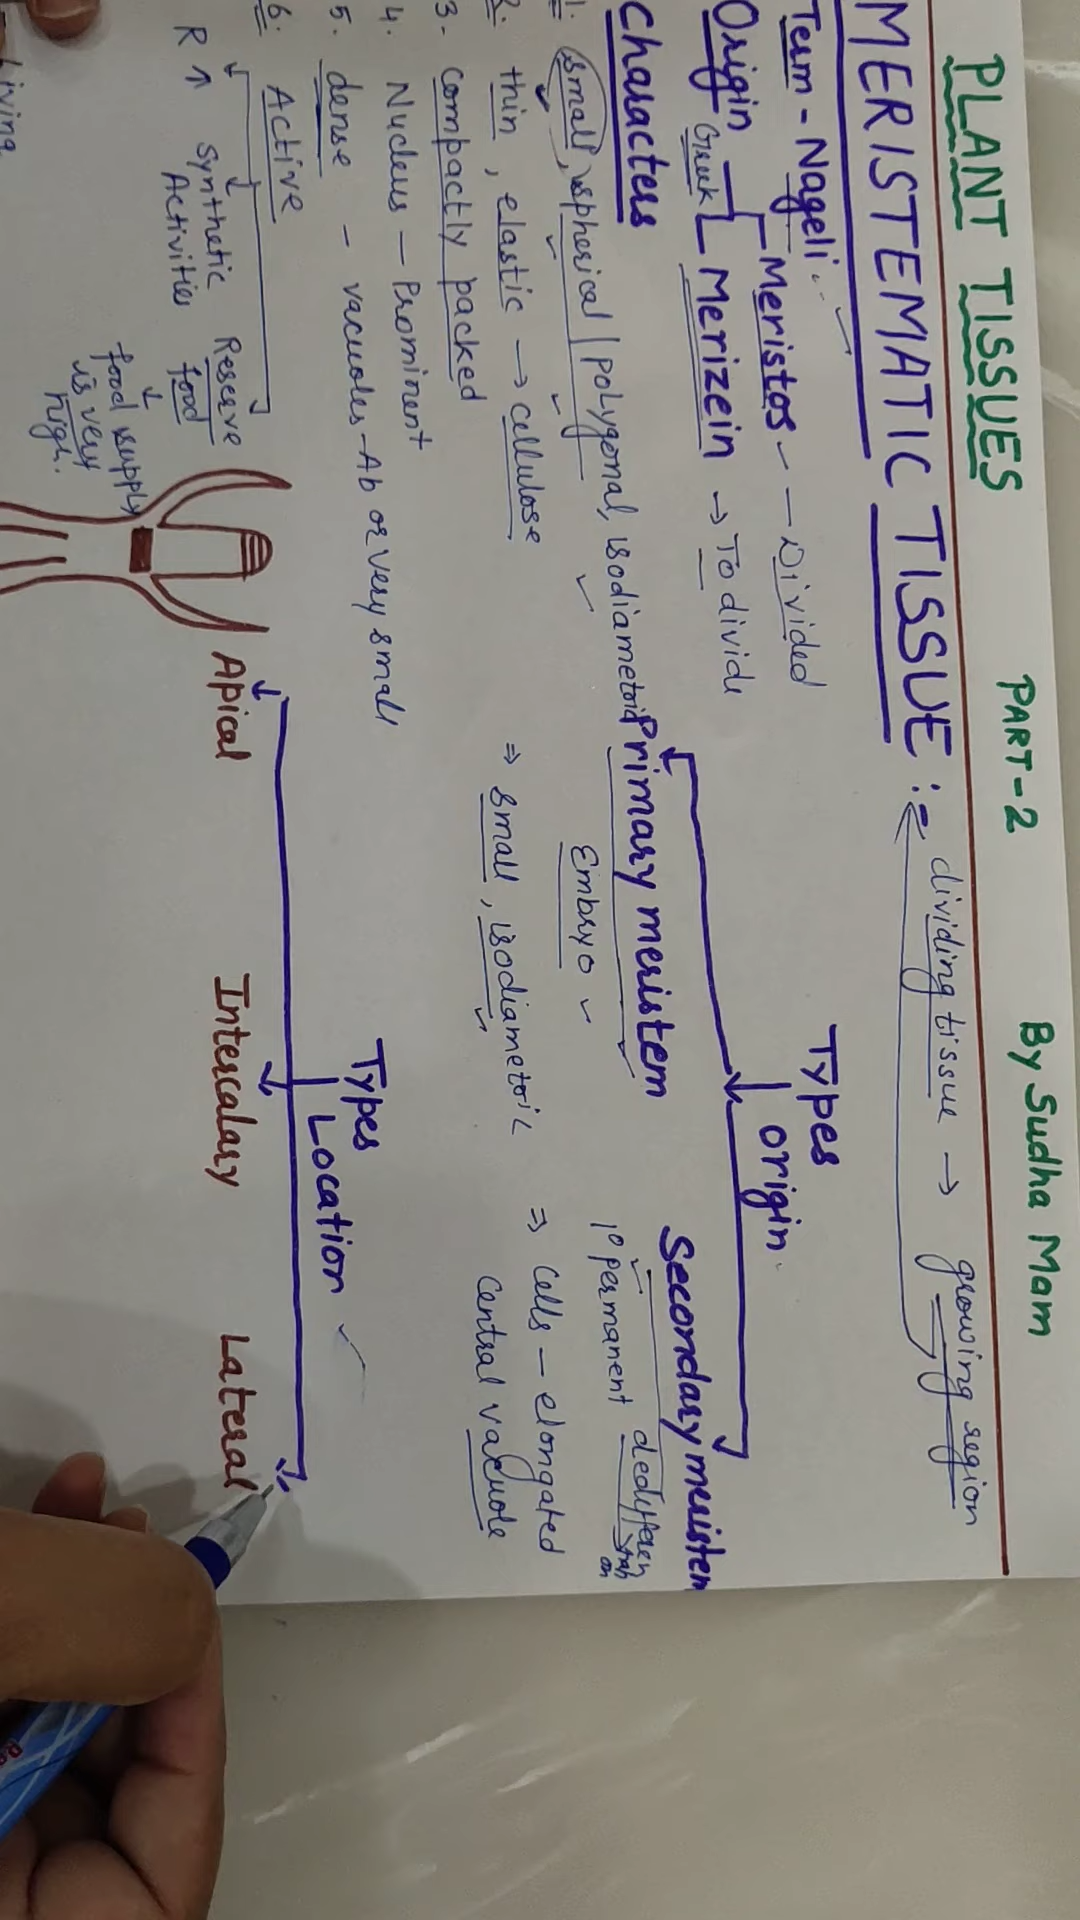 PLANT TISSUES PART-2 By Sudha Mam
MERISTEMATIC TISSUE :- dividing tissue → growing region
Term - Nageli.
Origin Meristos - - Divided
Greek Merizein → To divide
Characters
1. small, spherical / polygonal, isodiametric
2. thin, elastic → cellulose
3. compactly packed
4. Nucleus - Prominent
5. dense - vacuoles - Ab or very small
6. Active
R ↑ synthetic Activities Reserve food
food supply is very high.
living
Types
origin
Primary meristem
Embryo
⇒ small, isodiametric
Secondary meristem
1º permanent dedifferentiation
⇒ cells - elongated
central vacuole
Types
Location
Apical Intercalary Lateral